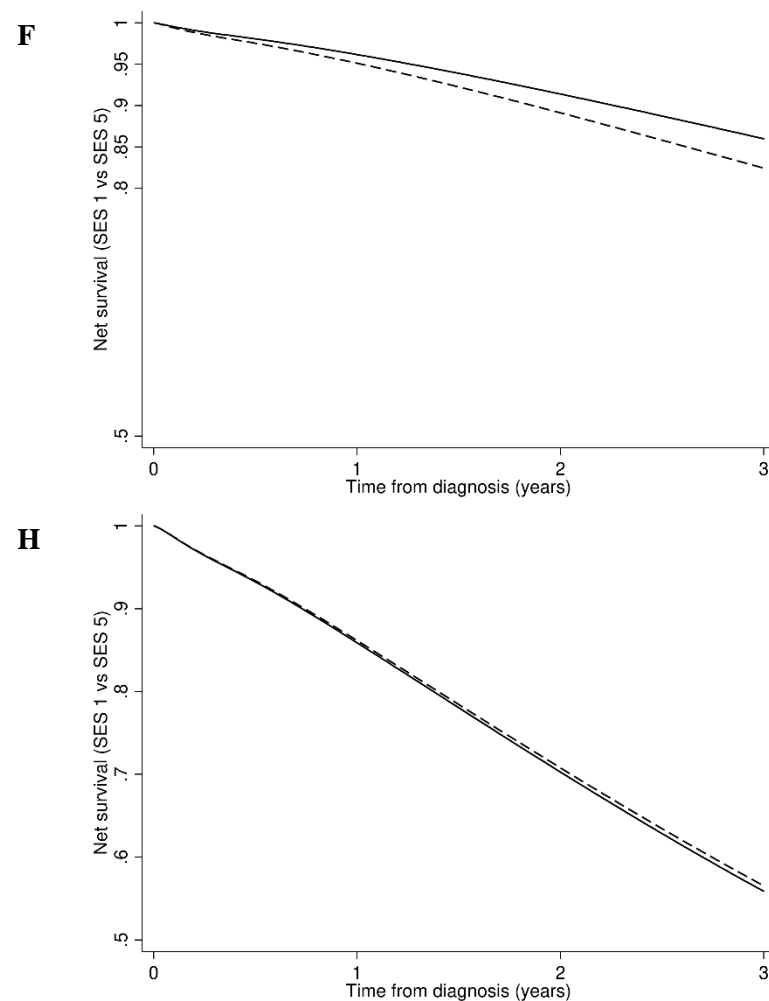 F
Net survival (SES 1 vs SES 5)
1
.95
.9
.85
.8
.5
0 1 2 3
Time from diagnosis (years)
H
Net survival (SES 1 vs SES 5)
1
.9
.8
.7
.6
.5
0 1 2 3
Time from diagnosis (years)